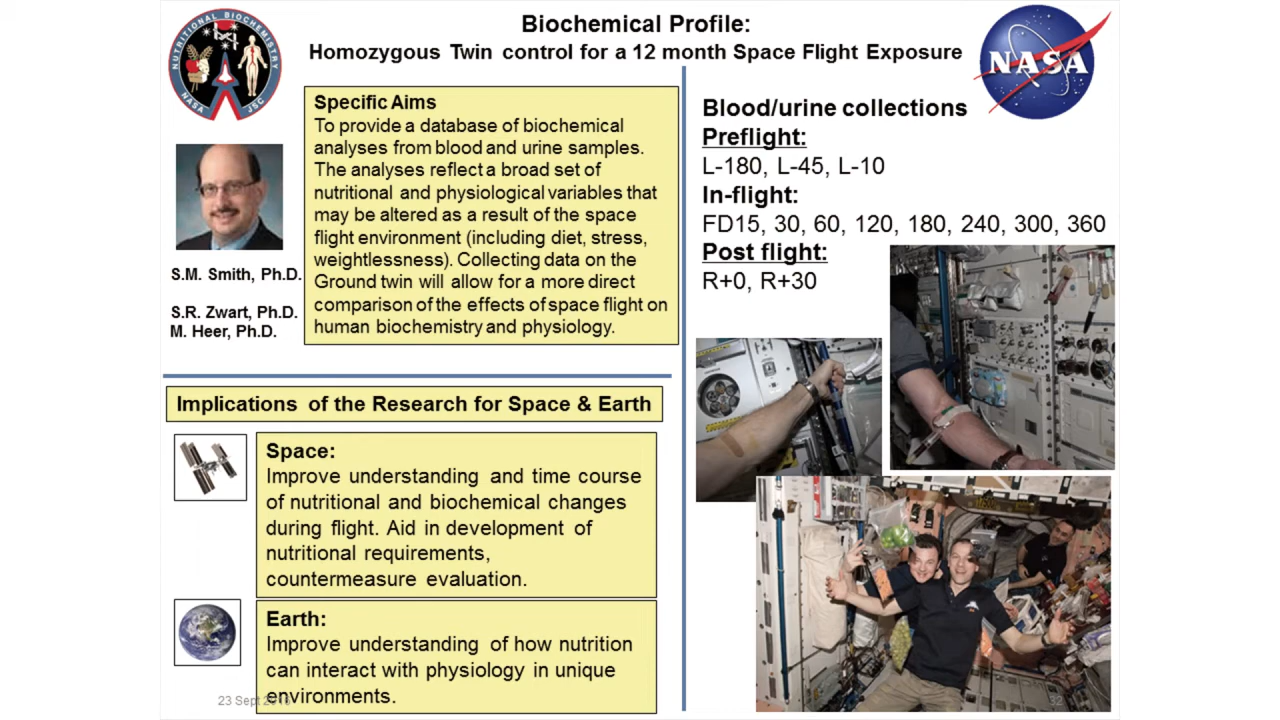 Biochemical Profile:
Homozygous Twin control for a 12 month Space Flight Exposure
NUTRITIONAL BIOCHEMISTRY
NASA JSC
NASA
Specific Aims
To provide a database of biochemical
analyses from blood and urine samples.
The analyses reflect a broad set of
nutritional and physiological variables that
may be altered as a result of the space
flight environment (including diet, stress,
weightlessness). Collecting data on the
Ground twin will allow for a more direct
comparison of the effects of space flight on
human biochemistry and physiology.
S.M. Smith, Ph.D.
S.R. Zwart, Ph.D.
M. Heer, Ph.D.
Implications of the Research for Space & Earth
Space:
Improve understanding and time course
of nutritional and biochemical changes
during flight. Aid in development of
nutritional requirements,
countermeasure evaluation.
Earth:
Improve understanding of how nutrition
can interact with physiology in unique
environments.
23 Sept
Blood/urine collections
Preflight:
L-180, L-45, L-10
In-flight:
FD15, 30, 60, 120, 180, 240, 300, 360
Post flight:
R+0, R+30
32